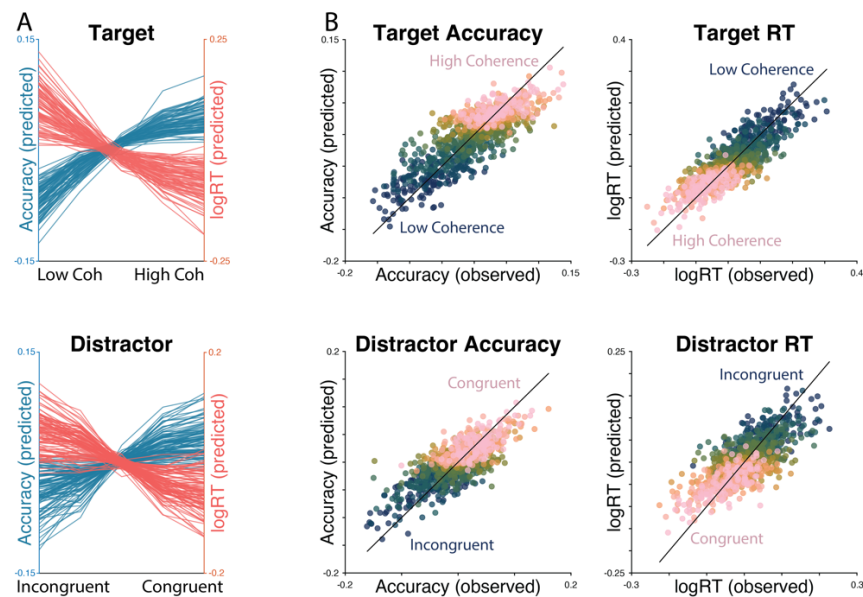 A
Target
0.15
0.25
Accuracy (predicted)
logRT (predicted)
-0.15
-0.25
Low Coh
High Coh
B
Target Accuracy
0.15
Accuracy (predicted)
High Coherence
Low Coherence
-0.2
-0.2
Accuracy (observed)
0.15
Target RT
0.4
logRT (predicted)
Low Coherence
High Coherence
-0.3
-0.3
logRT (observed)
0.4
Distractor
0.15
0.2
Accuracy (predicted)
logRT (predicted)
-0.15
-0.2
Incongruent
Congruent
Distractor Accuracy
0.2
Accuracy (predicted)
Congruent
Incongruent
-0.2
-0.2
Accuracy (observed)
0.2
Distractor RT
0.25
logRT (predicted)
Incongruent
Congruent
-0.25
-0.25
logRT (observed)
0.3